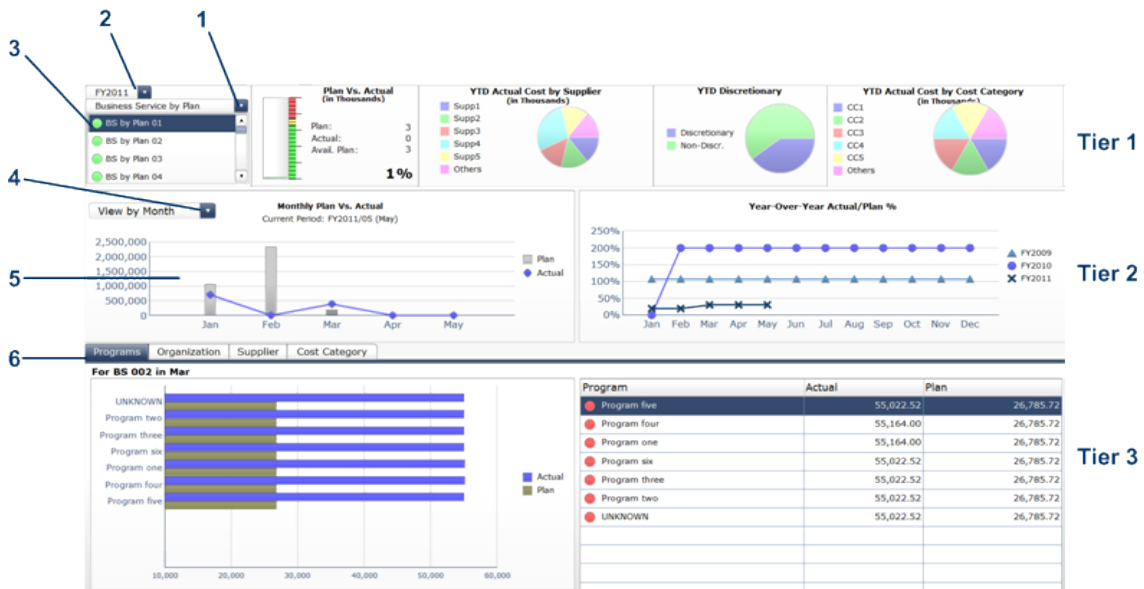 1
2
3
4
5
6
FY2011
Business Service by Plan
BS by Plan 01
BS by Plan 02
BS by Plan 03
BS by Plan 04
Plan Vs. Actual
(in Thousands)
Plan: 3
Actual: 0
Avail. Plan: 3
1%
YTD Actual Cost by Supplier
(in Thousands)
Supp1
Supp2
Supp3
Supp4
Supp5
Others
YTD Discretionary
Discretionary
Non-Discr.
YTD Actual Cost by Cost Category
(in Thousands)
CC1
CC2
CC3
CC4
CC5
Others
Tier 1
View by Month
Monthly Plan Vs. Actual
Current Period: FY2011/05 (May)
2,500,000
2,000,000
1,500,000
1,000,000
500,000
0
Jan Feb Mar Apr May
Plan
Actual
Year-Over-Year Actual/Plan %
250%
200%
150%
100%
50%
0%
Jan Feb Mar Apr May Jun Jul Aug Sep Oct Nov Dec
FY2009
FY2010
FY2011
Tier 2
Programs Organization Supplier Cost Category
For BS 002 in Mar
UNKNOWN
Program two
Program three
Program six
Program one
Program four
Program five
10,000 20,000 30,000 40,000 50,000 60,000
Actual
Plan
Program Actual Plan
Program five 55,022.52 26,785.72
Program four 55,164.00 26,785.72
Program one 55,164.00 26,785.72
Program six 55,022.52 26,785.72
Program three 55,022.52 26,785.72
Program two 55,022.52 26,785.72
UNKNOWN 55,022.52 26,785.72
Tier 3